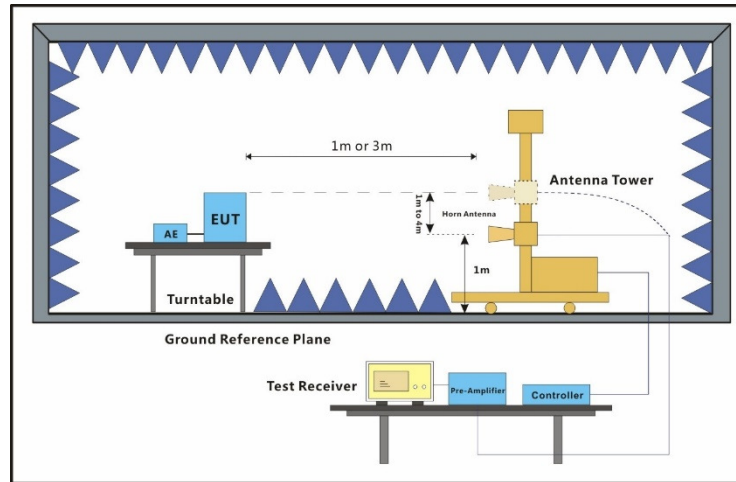 1m or 3m
Antenna Tower
1m to 4m
Horn Antenna
EUT
AE
1m
Turntable
Ground Reference Plane
Test Receiver
Pre-Amplifier
Controller